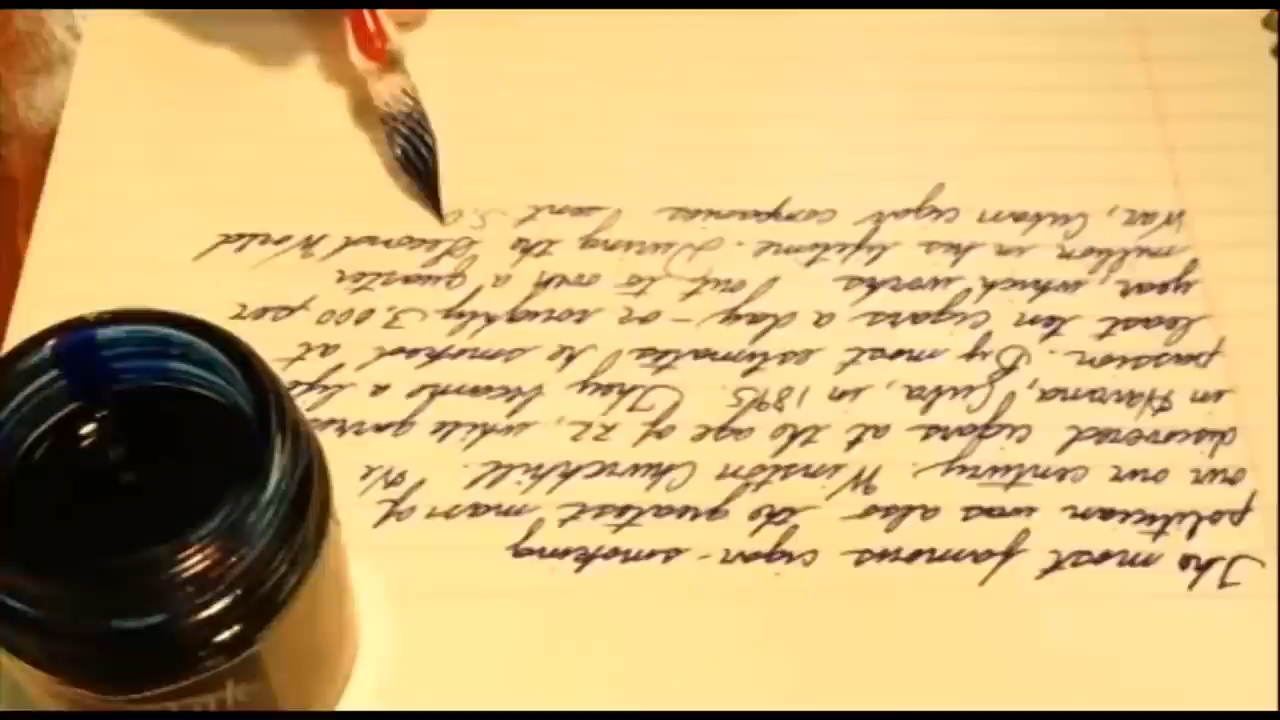 The most famous cigar-smoking
politician was also the greatest man of
our century, Winston Churchill. He
discovered cigars at the age of 22, while
in Havana, Cuba, in 1895. They became a
passion. By most estimates he smoked at
least ten cigars a day - or roughly 3,000 per
year, which works out to over a quarter
million in his lifetime. During the Second World
War, Cuban cigar companies sent